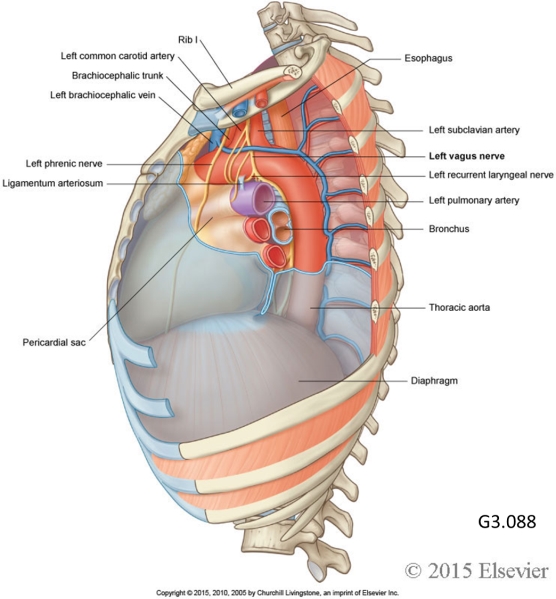 Rib I
Left common carotid artery
Brachiocephalic trunk
Left brachiocephalic vein
Left phrenic nerve
Ligamentum arteriosum
Pericardial sac
Esophagus
Left subclavian artery
Left vagus nerve
Left recurrent laryngeal nerve
Left pulmonary artery
Bronchus
Thoracic aorta
Diaphragm
G3.088
© 2015 Elsevier
Copyright © 2015, 2010, 2005 by Churchill Livingstone, an imprint of Elsevier Inc.